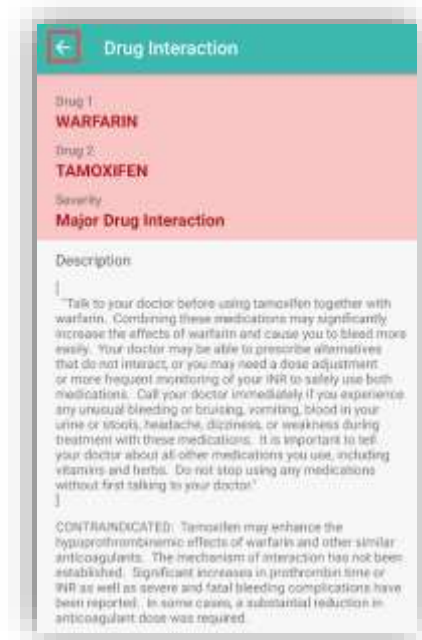 Drug Interaction
Drug 1
WARFARIN
Drug 2
TAMOXIFEN
Severity
Major Drug Interaction
Description
[
"Talk to your doctor before using tamoxifen together with
warfarin. Combining these medications may significantly
increase the effects of warfarin and cause you to bleed more
easily. Your doctor may be able to prescribe alternatives
that do not interact, or you may need a dose adjustment
or more frequent monitoring of your INR to safely use both
medications. Call your doctor immediately if you experience
any unusual bleeding or bruising, vomiting, blood in your
urine or stools, headache, dizziness, or weakness during
treatment with these medications. It is important to tell
your doctor about all other medications you use, including
vitamins and herbs. Do not stop using any medications
without first talking to your doctor."
]
CONTRAINDICATED: Tamoxifen may enhance the
hypoprothrombinemic effects of warfarin and other similar
anticoagulants. The mechanism of interaction has not been
established. Significant increases in prothrombin time or
INR as well as severe and fatal bleeding complications have
been reported. In some cases, a substantial reduction in
anticoagulant dose was required.